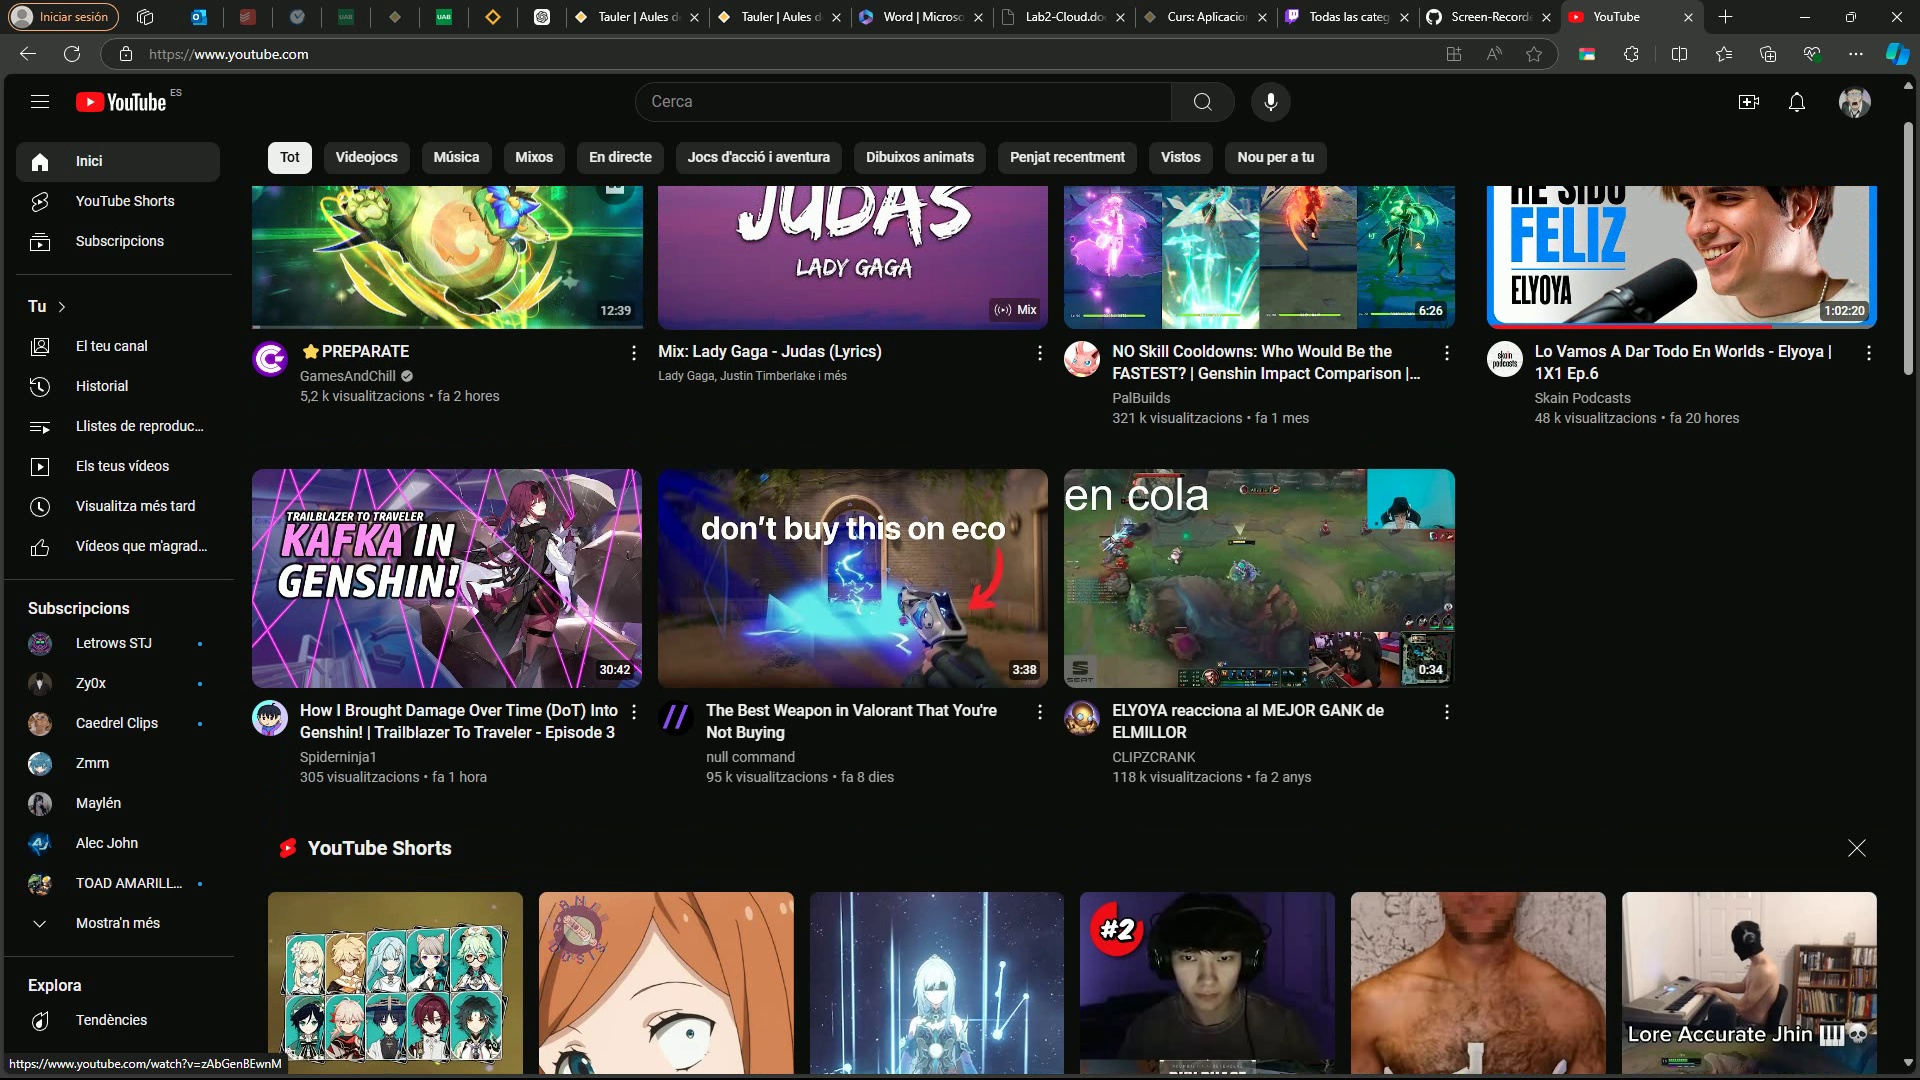 Iniciar sesión
Tauler | Aules de
Tauler | Aules de
Word | Microso
Lab2-Cloud.do
Curs: Aplicacion
Todas las categ
Screen-Recorde
YouTube
https://www.youtube.com
YouTube ES
Cerca
Inici
YouTube Shorts
Subscripcions
Tu
El teu canal
Historial
Llistes de reproduc...
Els teus vídeos
Visualitza més tard
Vídeos que m'agrad...
Subscripcions
Letrows STJ
Zy0x
Caedrel Clips
Zmm
Maylén
Alec John
TOAD AMARILL...
Mostra'n més
Explora
Tendències
https://www.youtube.com/watch?v=zAbGenBEwnM
Tot
Videojocs
Música
Mixos
En directe
Jocs d'acció i aventura
Dibuixos animats
Penjat recentment
Vistos
Nou per a tu
12:39
⭐PREPARATE
GamesAndChill
5,2 k visualitzacions • fa 2 hores
JUDAS
LADY GAGA
Mix
Mix: Lady Gaga - Judas (Lyrics)
Lady Gaga, Justin Timberlake i més
6:26
NO Skill Cooldowns: Who Would Be the
FASTEST? | Genshin Impact Comparison |...
PalBuilds
321 k visualitzacions • fa 1 mes
HE SIDO
FELIZ
ELYOYA
1:02:20
skain
podcasts
Lo Vamos A Dar Todo En Worlds - Elyoya |
1X1 Ep.6
Skain Podcasts
48 k visualitzacions • fa 20 hores
TRAILBLAZER TO TRAVELER
KAFKA IN
GENSHIN!
30:42
How I Brought Damage Over Time (DoT) Into
Genshin! | Trailblazer To Traveler - Episode 3
Spiderninja1
305 visualitzacions • fa 1 hora
don't buy this on eco
3:38
The Best Weapon in Valorant That You're
Not Buying
null command
95 k visualitzacions • fa 8 dies
en cola
SEAT
0:34
ELYOYA reacciona al MEJOR GANK de
ELMILLOR
CLIPZCRANK
118 k visualitzacions • fa 2 anys
YouTube Shorts
#2
Lore Accurate Jhin 🎹💀